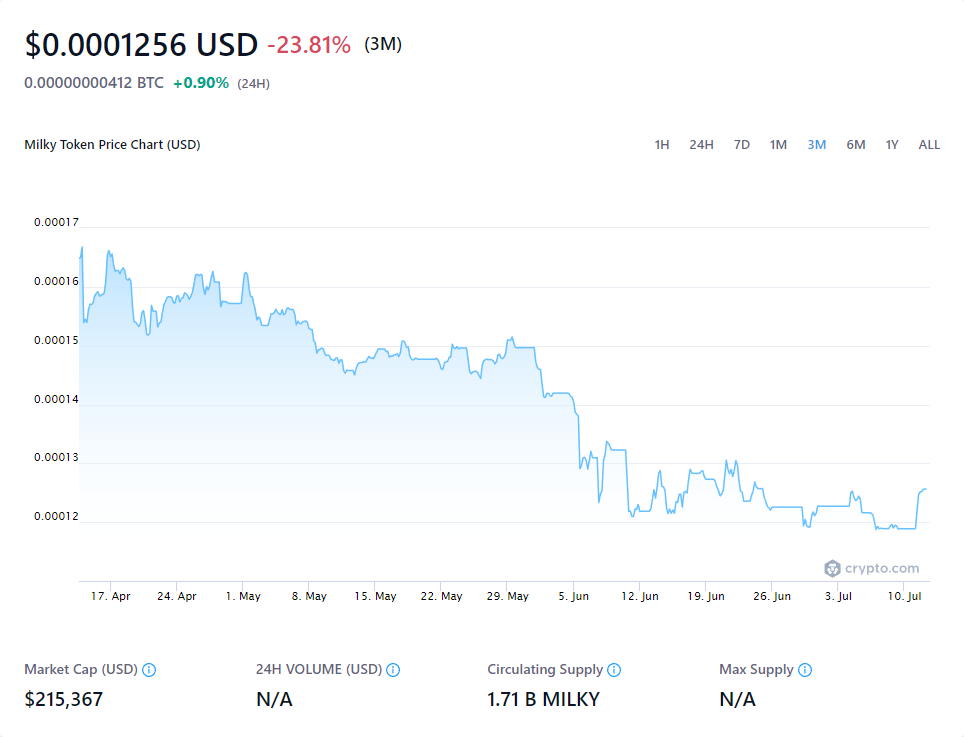 $0.0001256 USD -23.81% (3M)
0.00000000412 BTC +0.90% (24H)
Milky Token Price Chart (USD) 1H 24H 7D 1M 3M 6M 1Y ALL
0.00017
0.00016
0.00015
0.00014
0.00013
0.00012
crypto.com
17. Apr 24. Apr 1. May 8. May 15. May 22. May 29. May 5. Jun 12. Jun 19. Jun 26. Jun 3. Jul 10. Jul
Market Cap (USD) 24H VOLUME (USD) Circulating Supply Max Supply
$215,367 N/A 1.71 B MILKY N/A